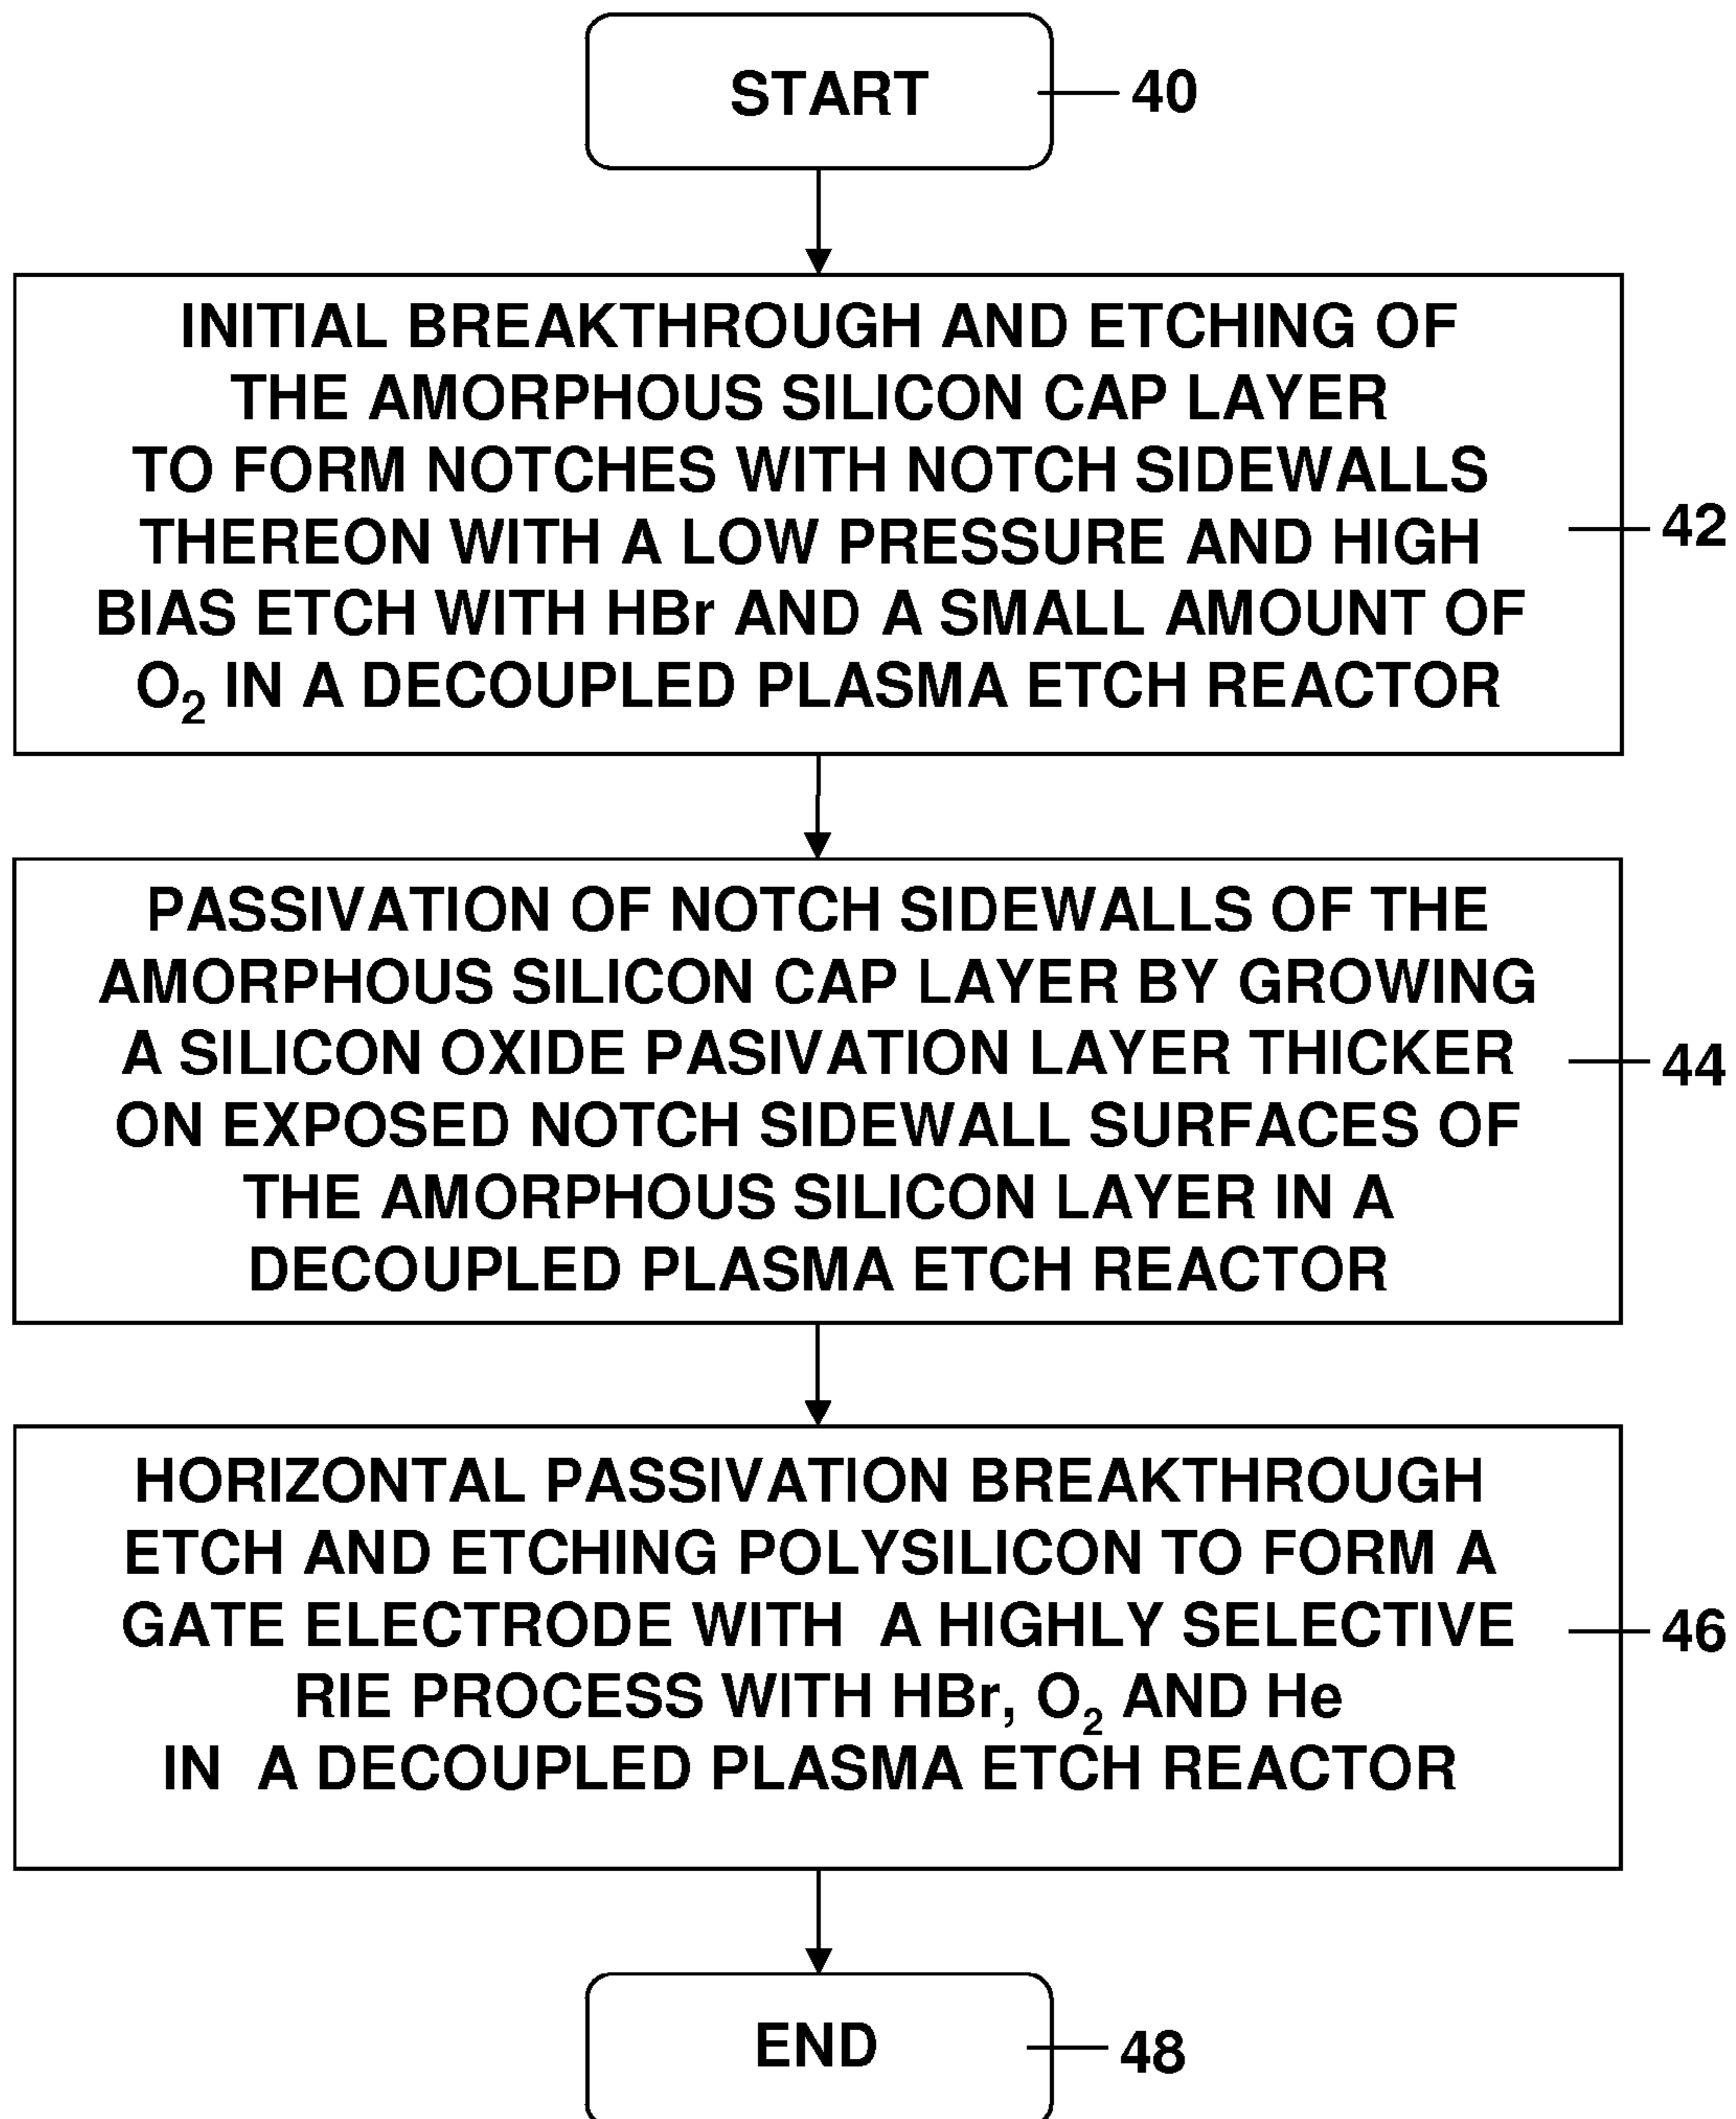 START
40
INITIAL BREAKTHROUGH AND ETCHING OF
THE AMORPHOUS SILICON CAP LAYER
TO FORM NOTCHES WITH NOTCH SIDEWALLS
THEREON WITH A LOW PRESSURE AND HIGH
BIAS ETCH WITH HBr AND A SMALL AMOUNT OF
O2 IN A DECOUPLED PLASMA ETCH REACTOR
42
PASSIVATION OF NOTCH SIDEWALLS OF THE
AMORPHOUS SILICON CAP LAYER BY GROWING
A SILICON OXIDE PASIVATION LAYER THICKER
ON EXPOSED NOTCH SIDEWALL SURFACES OF
THE AMORPHOUS SILICON LAYER IN A
DECOUPLED PLASMA ETCH REACTOR
44
HORIZONTAL PASSIVATION BREAKTHROUGH
ETCH AND ETCHING POLYSILICON TO FORM A
GATE ELECTRODE WITH A HIGHLY SELECTIVE
RIE PROCESS WITH HBr, O2 AND He
IN A DECOUPLED PLASMA ETCH REACTOR
46
END
48